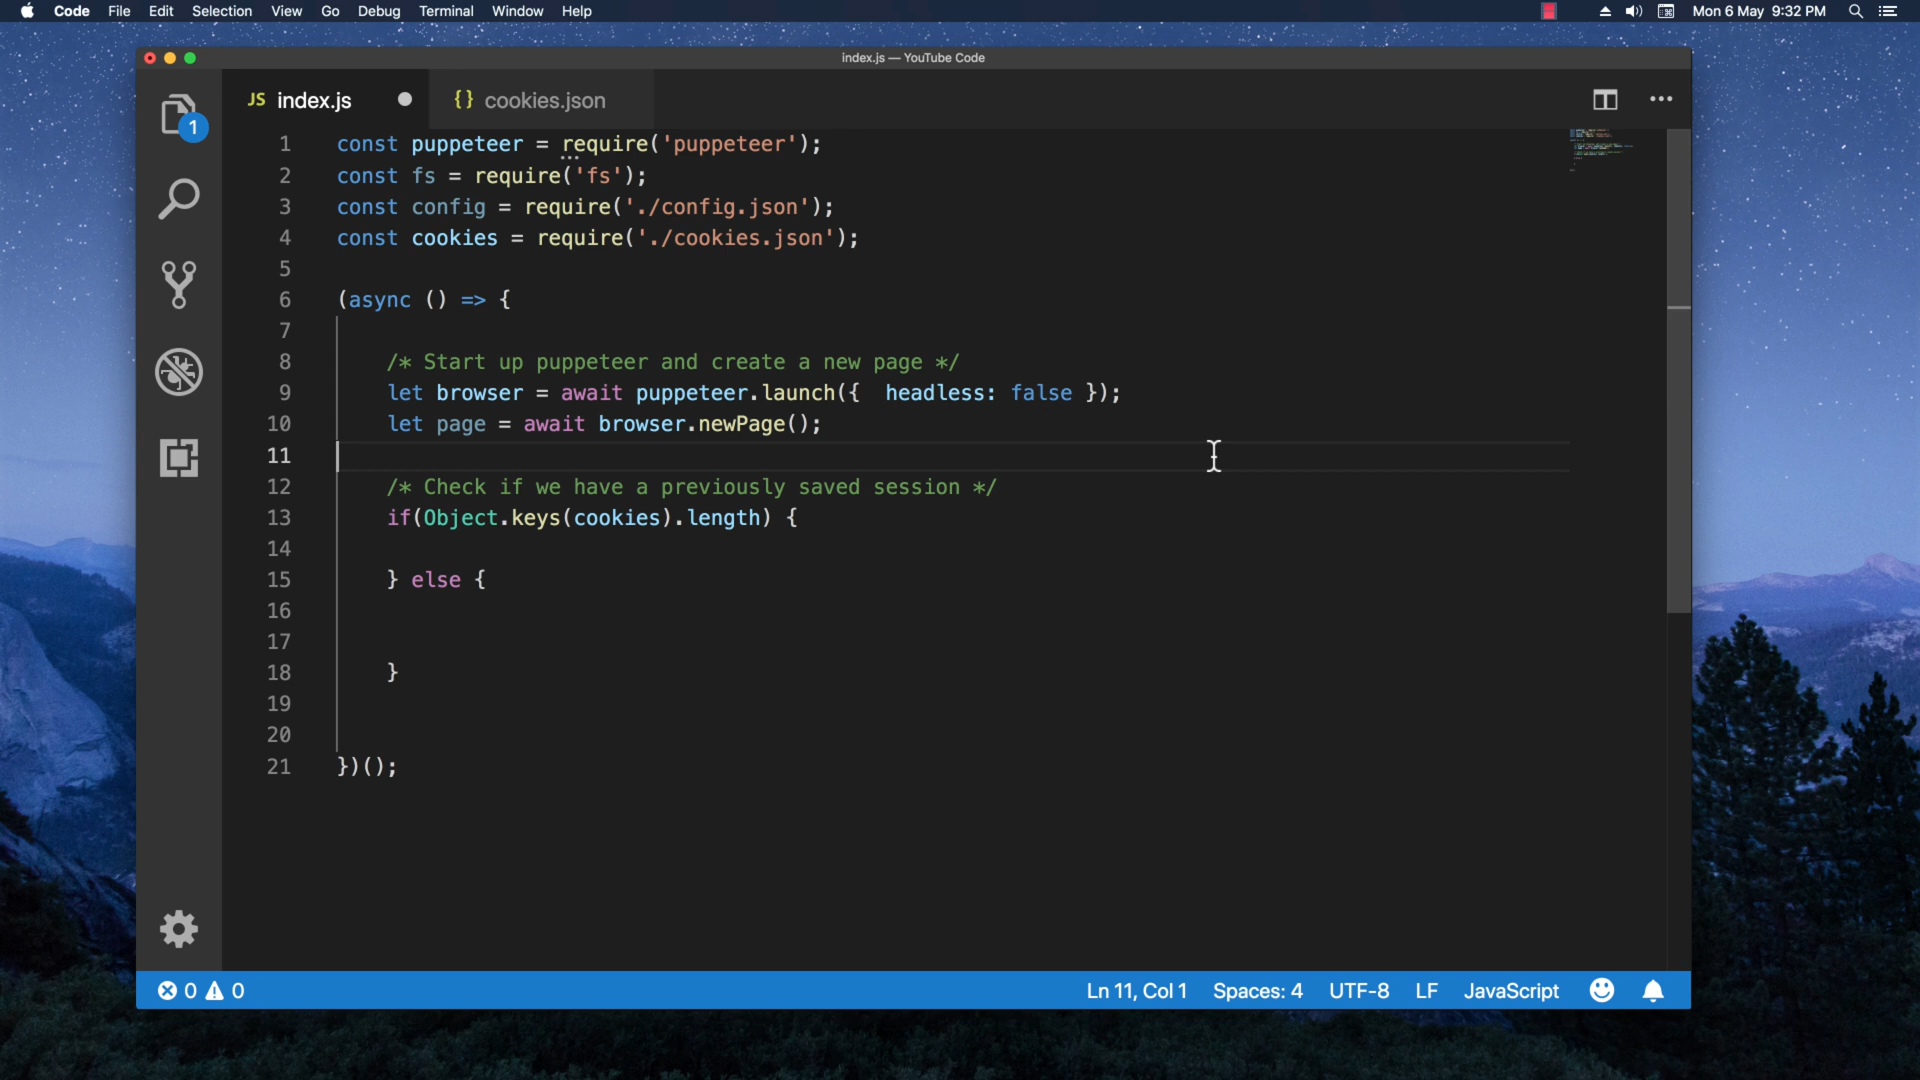 Code File Edit Selection View Go Debug Terminal Window Help Mon 6 May 9:32 PM
index.js — YouTube Code
JS index.js {} cookies.json
1
1 const puppeteer = require('puppeteer');
2 const fs = require('fs');
3 const config = require('./config.json');
4 const cookies = require('./cookies.json');
5
6 (async () => {
7
8 /* Start up puppeteer and create a new page */
9 let browser = await puppeteer.launch({  headless: false });
10 let page = await browser.newPage();
11
12 /* Check if we have a previously saved session */
13 if(Object.keys(cookies).length) {
14
15 } else {
16
17
18 }
19
20
21 })();
0 0 Ln 11, Col 1 Spaces: 4 UTF-8 LF JavaScript